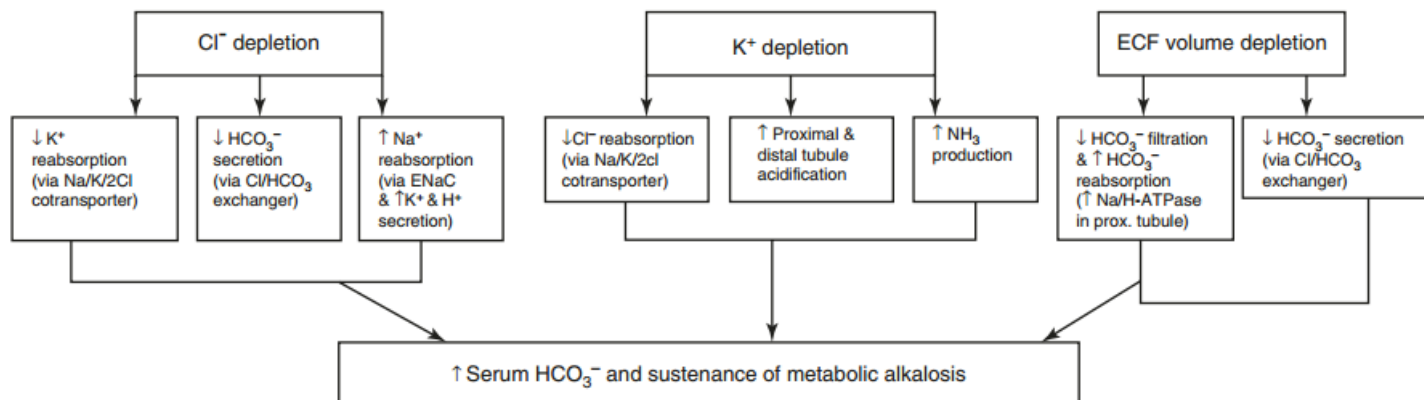 Cl⁻ depletion
K⁺ depletion
ECF volume depletion
↓ K⁺
reabsorption
(via Na/K/2Cl
cotransporter)
↓ HCO₃⁻
secretion
(via Cl/HCO₃
exchanger)
↑ Na⁺
reabsorption
(via ENaC
& ↑K⁺ & H⁺
secretion)
↓Cl⁻ reabsorption
(via Na/K/2cl
cotransporter)
↑ Proximal &
distal tubule
acidification
↑ NH₃
production
↓ HCO₃⁻ filtration
& ↑ HCO₃⁻
reabsorption
(↑ Na/H-ATPase
in prox. tubule)
↓ HCO₃⁻ secretion
(via Cl/HCO₃
exchanger)
↑ Serum HCO₃⁻ and sustenance of metabolic alkalosis